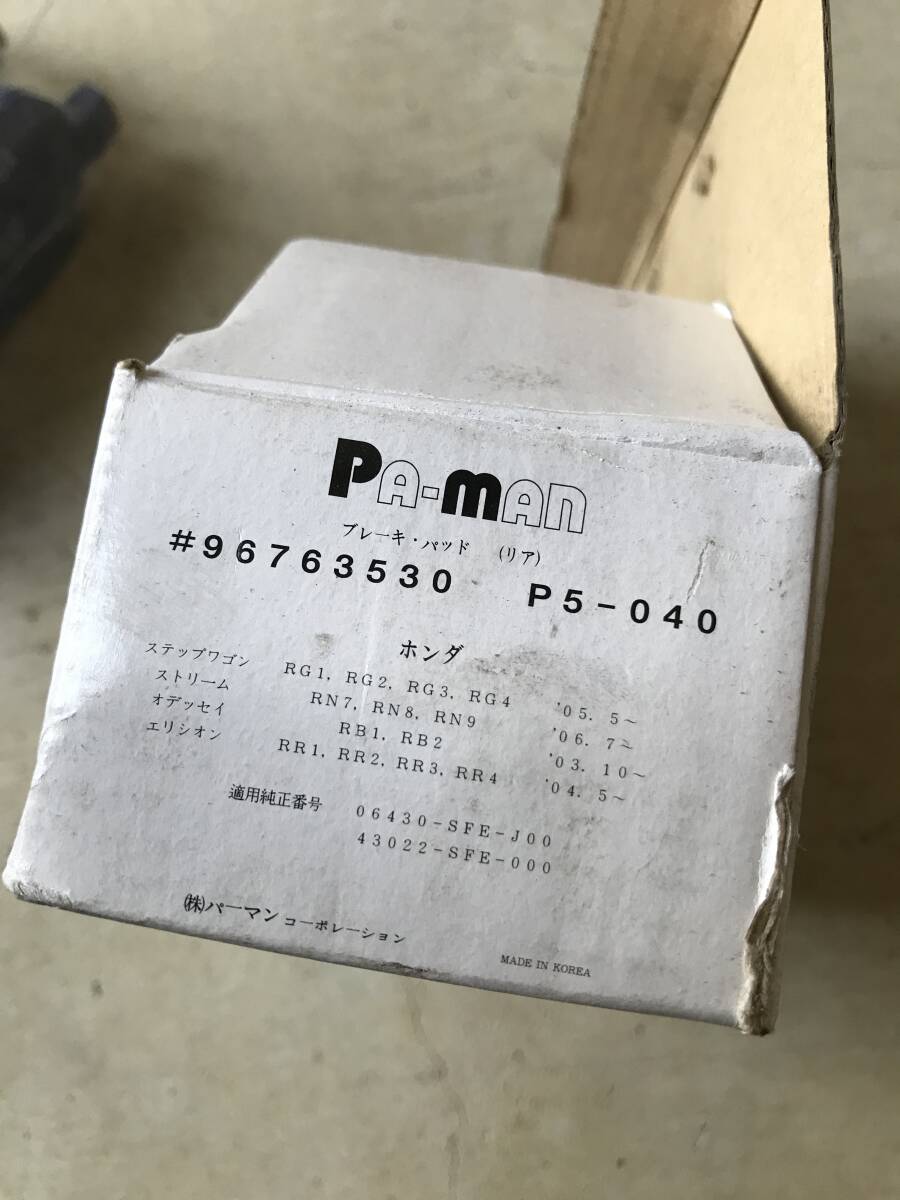 PA-MAN
ブレーキ・パッド (リア)
#96763530 P5-040
ホンダ
ステップワゴン RG1, RG2, RG3, RG4 '05. 5~
ストリーム RN7, RN8, RN9 '06. 7~
オデッセイ RB1, RB2 '03. 10~
エリシオン RR1, RR2, RR3, RR4 '04. 5~
適用純正番号 06430-SFE-J00
43022-SFE-000
㈱パーマン コーポレーション
MADE IN KOREA